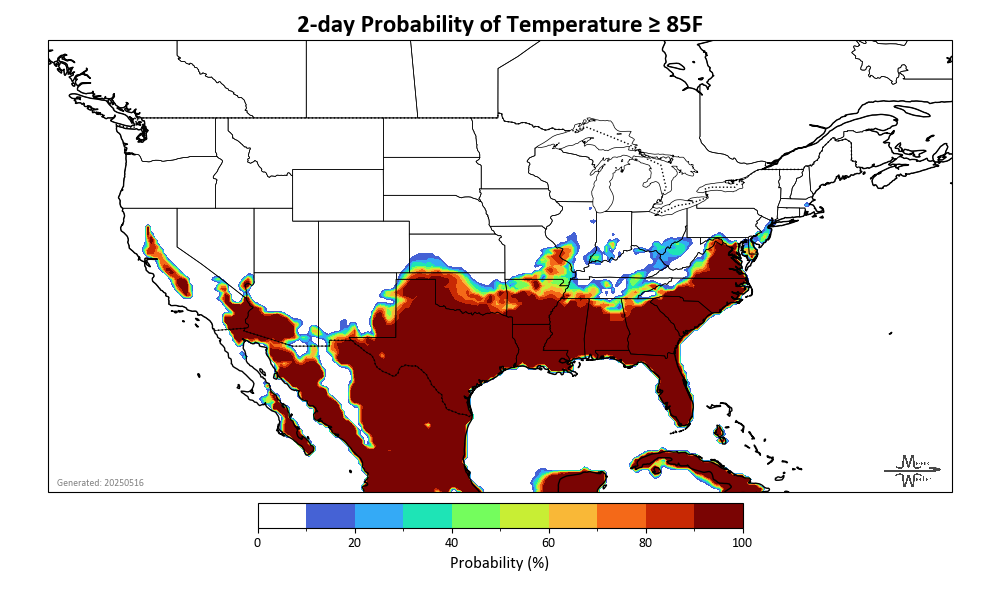 2-day Probability of Temperature ≥ 85F
Generated: 20250516
0 20 40 60 80 100
Probability (%)